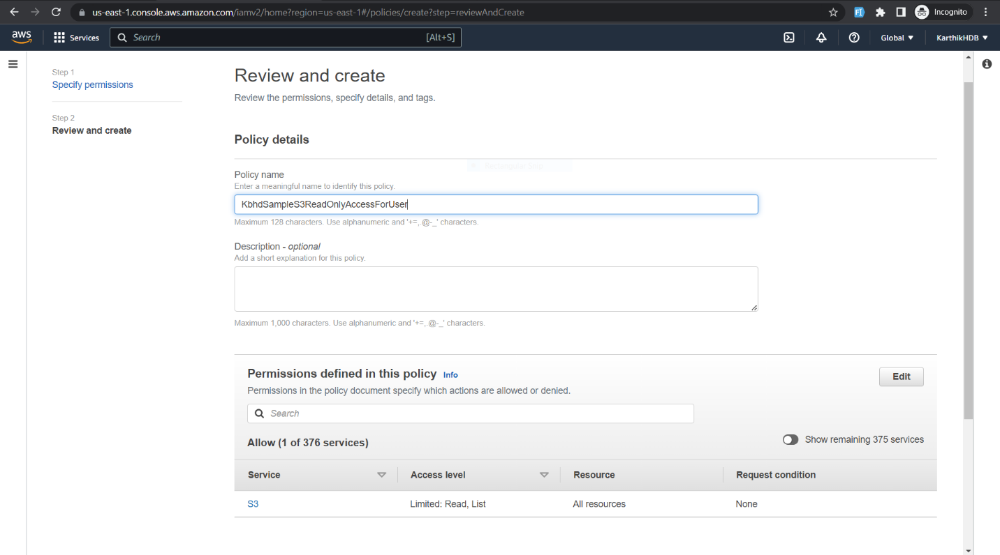 us-east-1.console.aws.amazon.com/iamv2/home?region=us-east-1#/policies/create?step=reviewAndCreate
Incognito
aws
Services
Search
[Alt+S]
Global
KarthikHDB
Step 1
Specify permissions
Step 2
Review and create
Review and create
Review the permissions, specify details, and tags.
Policy details
Policy name
Enter a meaningful name to identify this policy.
KbhdSampleS3ReadOnlyAccessForUser
Maximum 128 characters. Use alphanumeric and '+=,.@-_' characters.
Description - optional
Add a short explanation for this policy.
Maximum 1,000 characters. Use alphanumeric and '+=,.@-_' characters.
Permissions defined in this policy Info
Edit
Permissions in the policy document specify which actions are allowed or denied.
Search
Allow (1 of 376 services)
Show remaining 375 services
Service Access level Resource Request condition
S3 Limited: Read, List All resources None